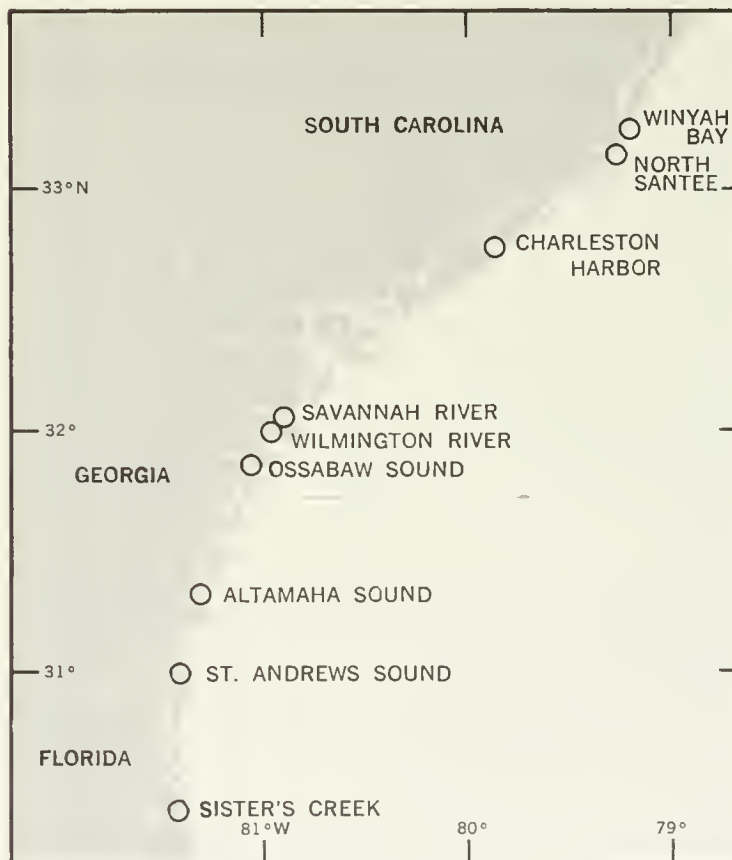 SOUTH CAROLINA
WINYAH
BAY
NORTH
SANTEE
33°N
CHARLESTON
HARBOR
SAVANNAH RIVER
32°
WILMINGTON RIVER
GEORGIA
OSSABAW SOUND
ALTAMAHA SOUND
31°
ST. ANDREWS SOUND
FLORIDA
SISTER'S CREEK
81°W
80°
79°